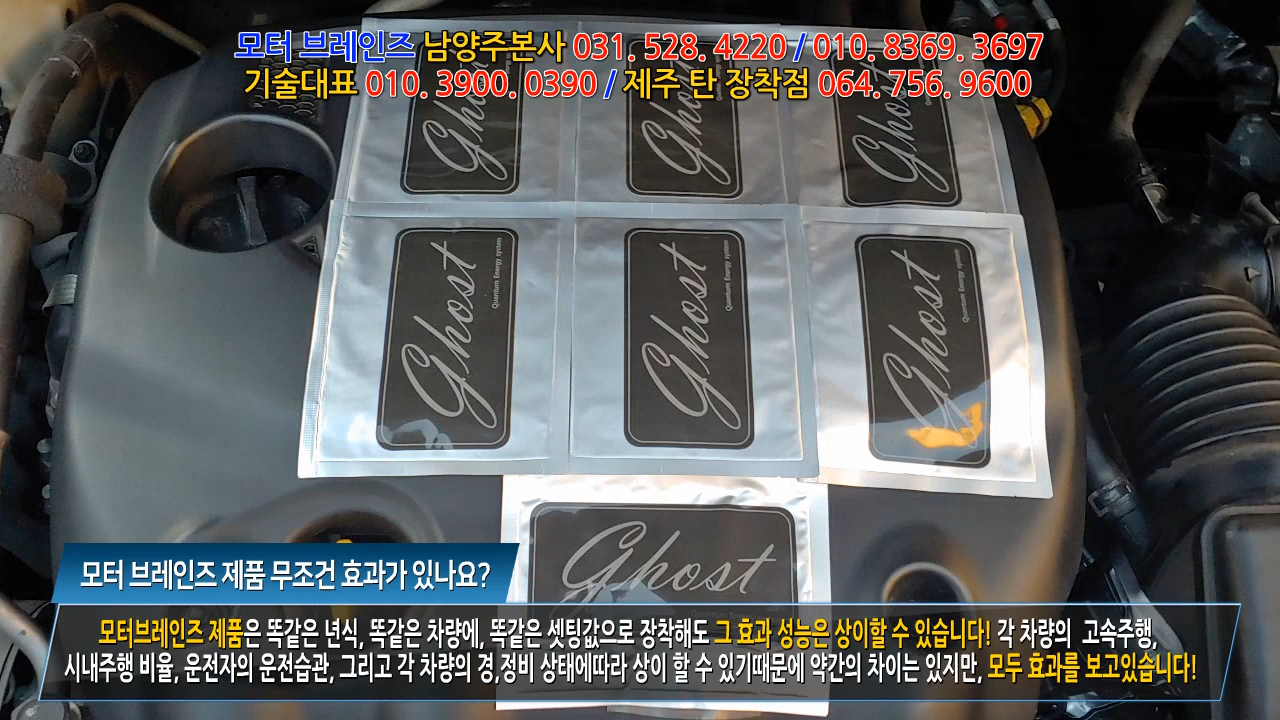 모터 브레인즈 남양주본사 031. 528. 4220 / 010. 8369. 3697
기술대표 010. 3900. 0390 / 제주 탄 장착점 064. 756. 9600
Ghost
Ghost
Ghost
Ghost
Quantum Energy system
Ghost
Quantum Energy system
Ghost
Quantum Energy system
Ghost
모터 브레인즈 제품 무조건 효과가 있나요?
모터브레인즈 제품은 똑같은 년식, 똑같은 차량에, 똑같은 셋팅값으로 장착해도 그 효과 성능은 상이할 수 있습니다! 각 차량의 고속주행,
시내주행 비율, 운전자의 운전습관, 그리고 각 차량의 경,정비 상태에따라 상이 할 수 있기때문에 약간의 차이는 있지만, 모두 효과를 보고있습니다!